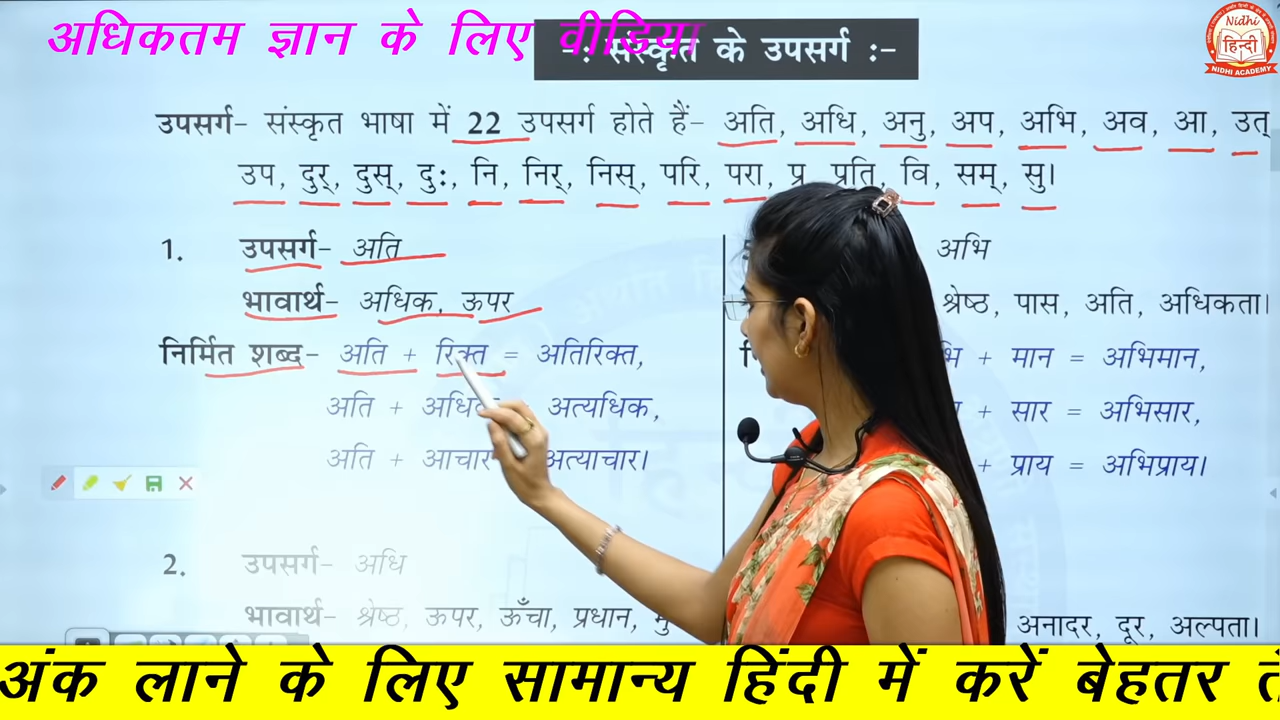 अधिकतम ज्ञान के लिए वीडिया
-: संस्कृत के उपसर्ग :-
Nidhi
हिन्दी
NIDHI ACADEMY
उपसर्ग- संस्कृत भाषा में 22 उपसर्ग होते हैं- अति, अधि, अनु, अप, अभि, अव, आ, उत्
उप, दुर्, दुस्, दुः, नि, निर्, निस्, परि, परा, प्र, प्रति, वि, सम्, सु।
1. उपसर्ग- अति
भावार्थ- अधिक, ऊपर
निर्मित शब्द- अति + रिक्त = अतिरिक्त,
अति + अधिक अत्यधिक,
अति + आचार अत्याचार।
अभि
श्रेष्ठ, पास, अति, अधिकता।
भि + मान = अभिमान,
+ सार = अभिसार,
+ प्राय = अभिप्राय।
2. उपसर्ग- अधि
भावार्थ- श्रेष्ठ, ऊपर, ऊँचा, प्रधान, मु
अनादर, दूर, अल्पता।
अंक लाने के लिए सामान्य हिंदी में करें बेहतर तै